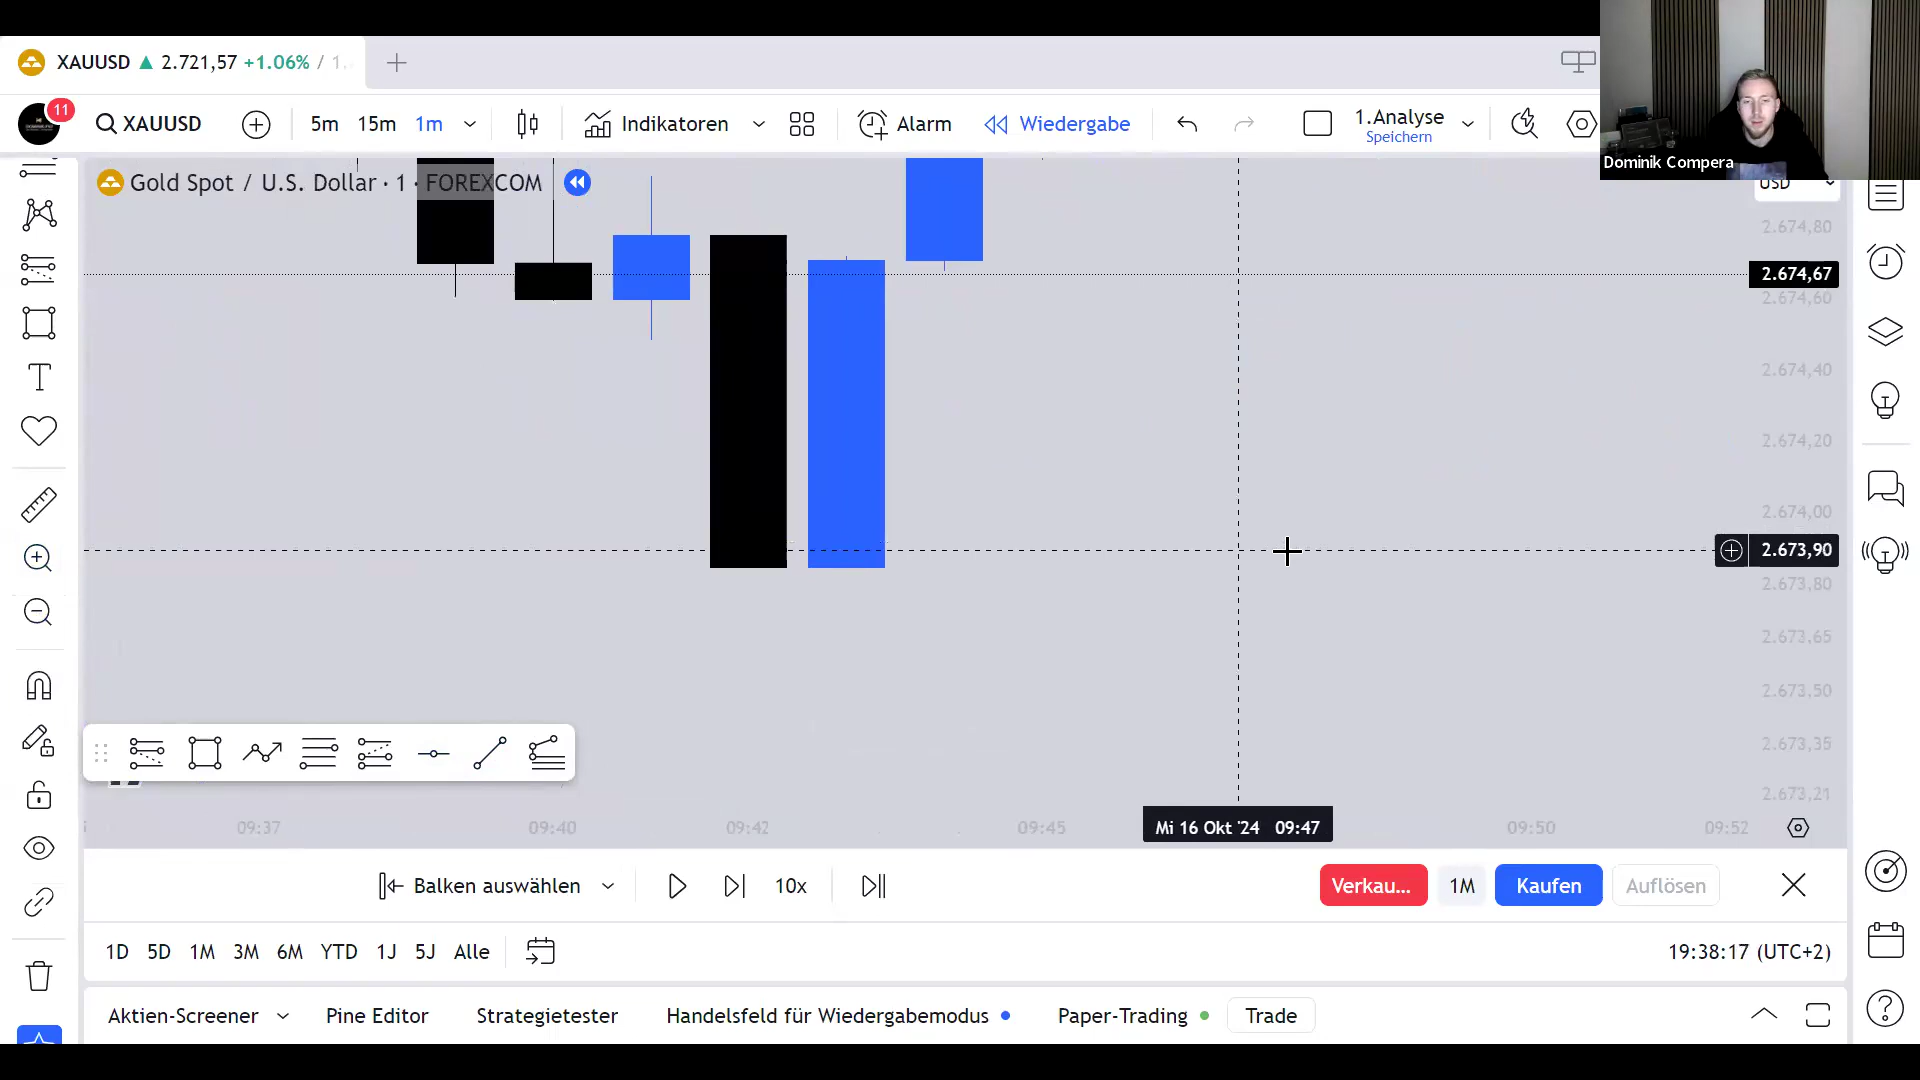 XAUUSD ▲ 2.721,57 +1.06% / 1..
11
XAUUSD
5m 15m 1m
Indikatoren
Alarm
Wiedergabe
1.Analyse
Speichern
Dominik Compera
Gold Spot / U.S. Dollar · 1 · FOREXCOM
USD
2.674,80
2.674,67
2.674,60
2.674,40
2.674,20
2.674,00
2.673,90
2.673,80
2.673,65
2.673,50
2.673,35
2.673,21
09:37 09:40 09:42 09:45 Mi 16 Okt '24 09:47 09:50 09:52
Balken auswählen 10x
Verkau... 1M Kaufen Auflösen
1D 5D 1M 3M 6M YTD 1J 5J Alle
19:38:17 (UTC+2)
Aktien-Screener Pine Editor Strategietester Handelsfeld für Wiedergabemodus Paper-Trading Trade